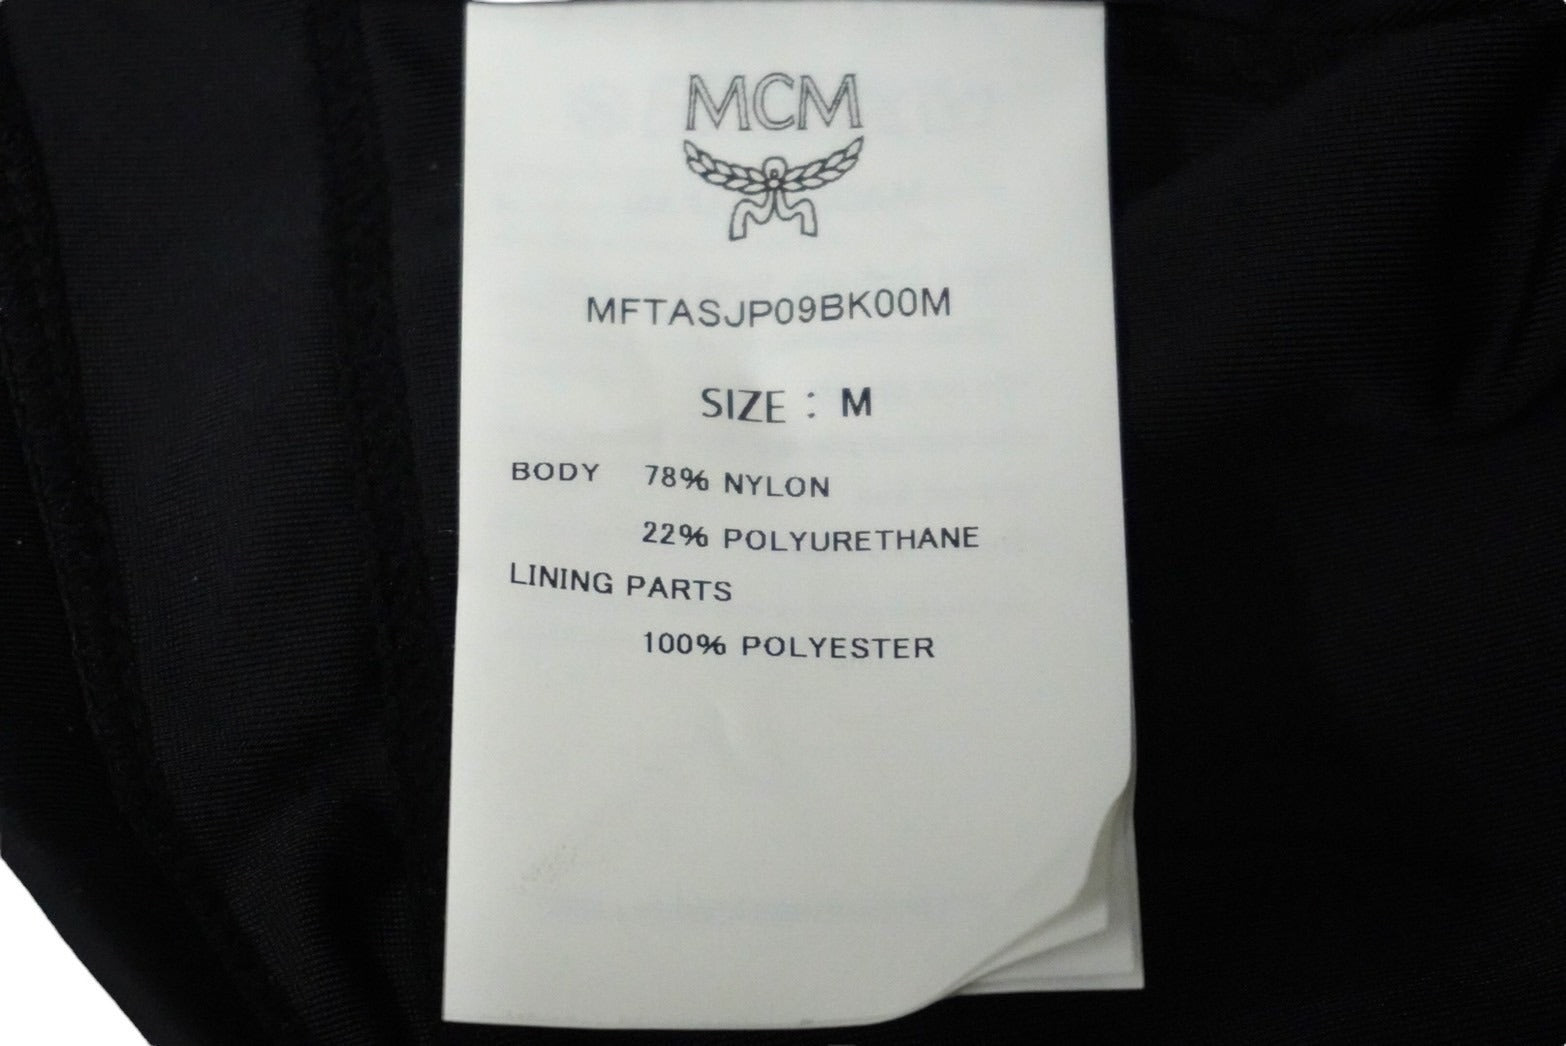 MCM
MFTASJP09BK00M
SIZE : M
BODY 78% NYLON
22% POLYURETHANE
LINING PARTS
100% POLYESTER